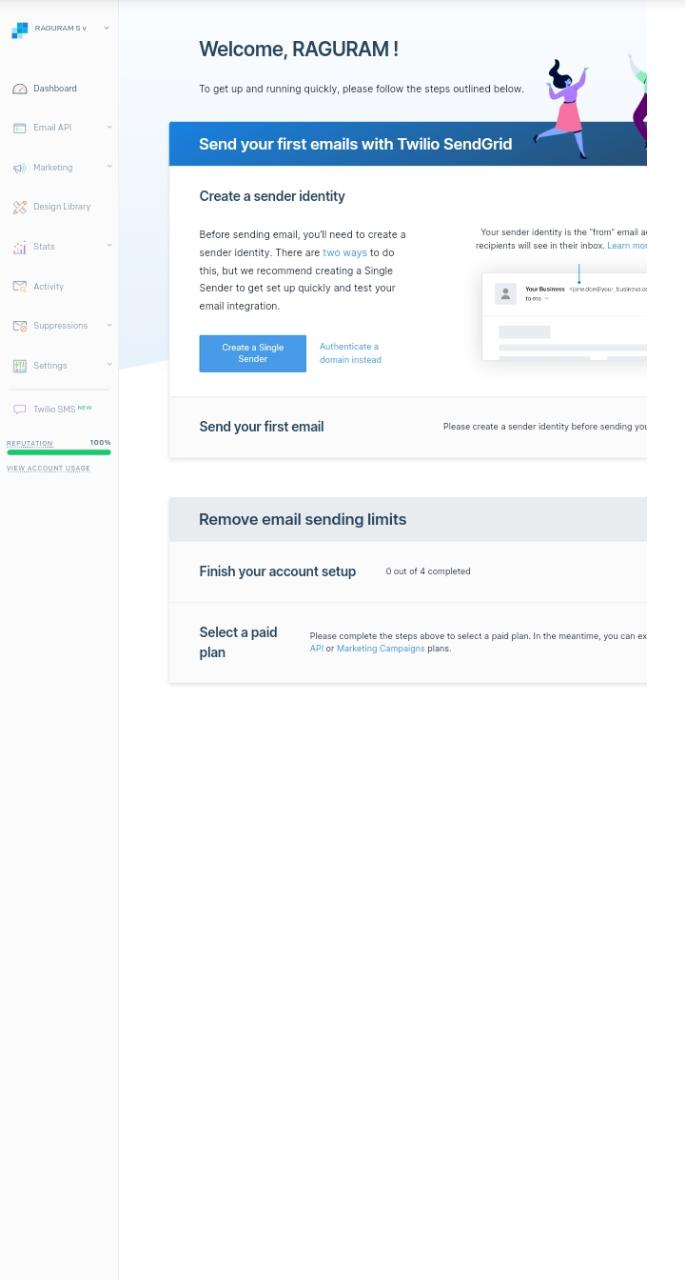 RAGURAM S v
Dashboard
Email API
Marketing
Design Library
Stats
Activity
Suppressions
Settings
Twilio SMS NEW
REPUTATION 100%
VIEW ACCOUNT USAGE
Welcome, RAGURAM !
To get up and running quickly, please follow the steps outlined below.
Send your first emails with Twilio SendGrid
Create a sender identity
Before sending email, you'll need to create a
sender identity. There are two ways to do
this, but we recommend creating a Single
Sender to get set up quickly and test your
email integration.
Create a Single
Sender
Authenticate a
domain instead
Your sender identity is the "from" email
recipients will see in their inbox. Learn
Your Business
to me
Send your first email
Please create a sender identity before sending
Remove email sending limits
Finish your account setup
0 out of 4 completed
Select a paid
plan
Please complete the steps above to select a paid plan. In the meantime, you can
API or Marketing Campaigns plans.